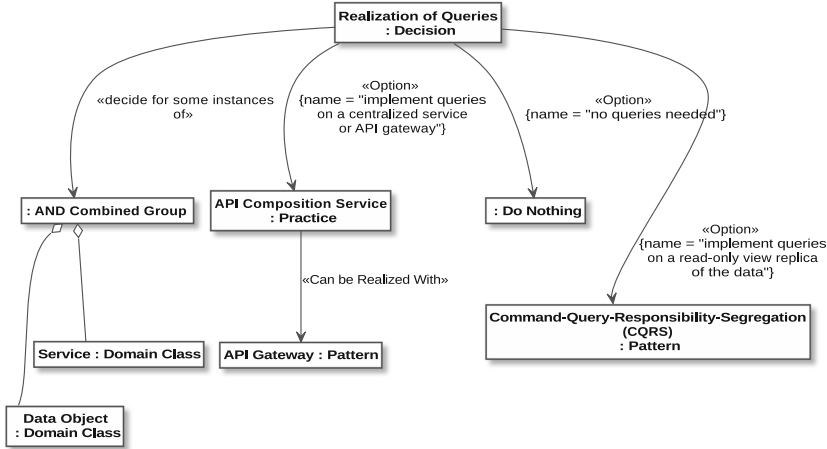 Realization of Queries
: Decision
«decide for some instances
of»
«Option»
{name = "implement queries
on a centralized service
or API gateway"}
«Option»
{name = "no queries needed"}
: AND Combined Group
API Composition Service
: Practice
: Do Nothing
«Option»
{name = "implement queries
on a read-only view replica
of the data"}
«Can be Realized With»
Command-Query-Responsibility-Segregation
(CQRS)
: Pattern
Service : Domain Class
API Gateway : Pattern
Data Object
: Domain Class